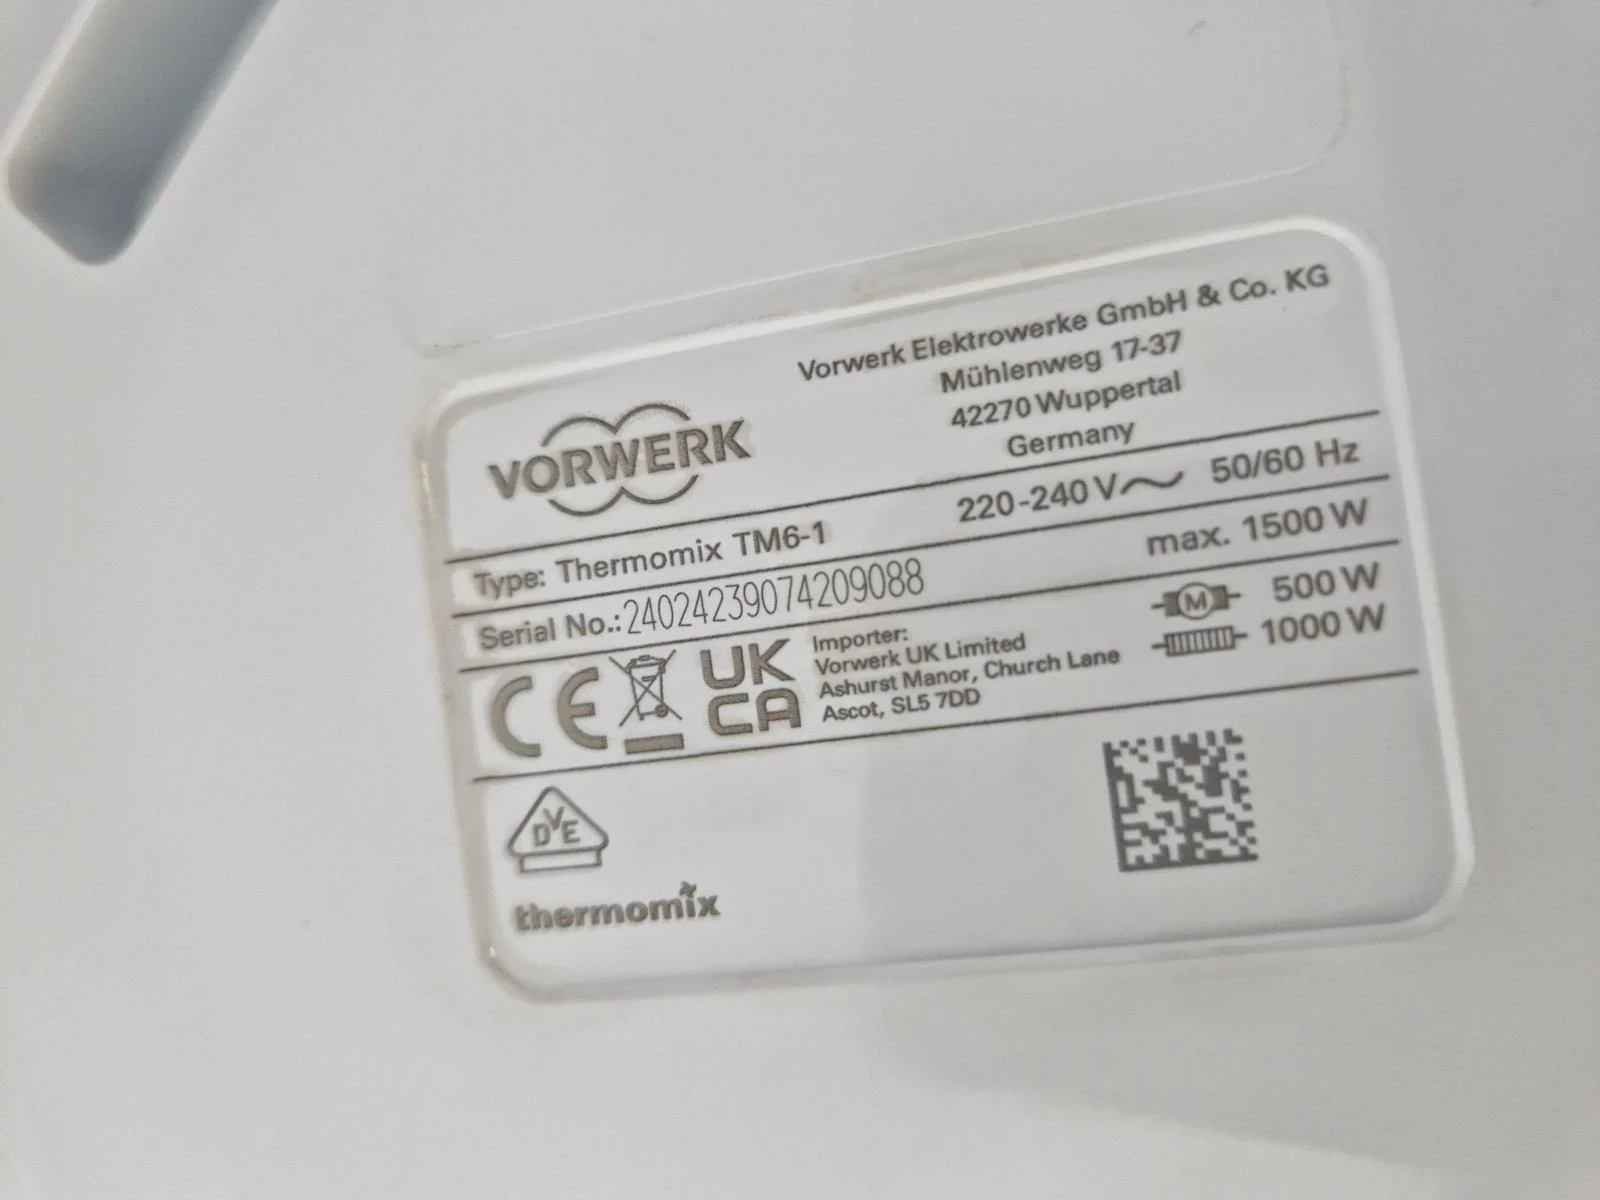 VORWERK
Vorwerk Elektrowerke GmbH & Co. KG
Mühlenweg 17-37
42270 Wuppertal
Germany
Type: Thermomix TM6-1
220-240 V~ 50/60 Hz
Serial No.: 24024239074209088
max. 1500 W
CE
UK
CA
Importer:
Vorwerk UK Limited
Ashurst Manor, Church Lane
Ascot, SL5 7DD
M 500 W
1000 W
DVE
thermomix